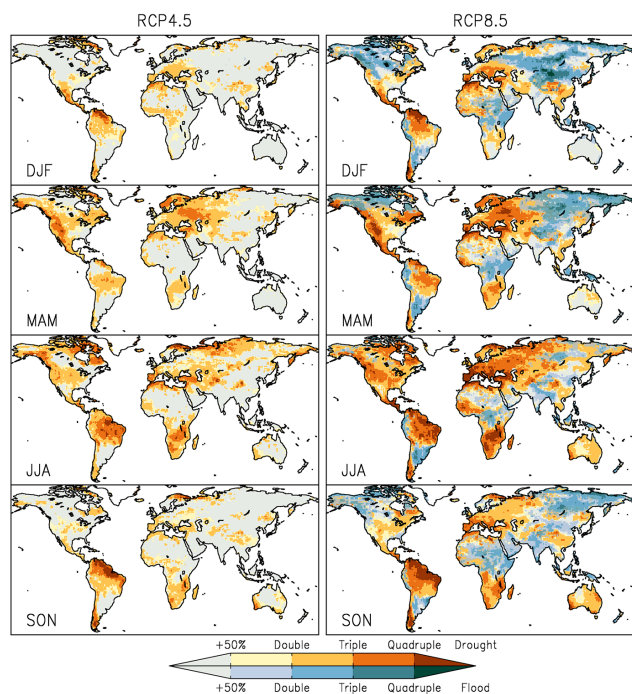 RCP4.5 RCP8.5
DJF DJF
MAM MAM
JJA JJA
SON SON
+50% Double Triple Quadruple Drought
+50% Double Triple Quadruple Flood